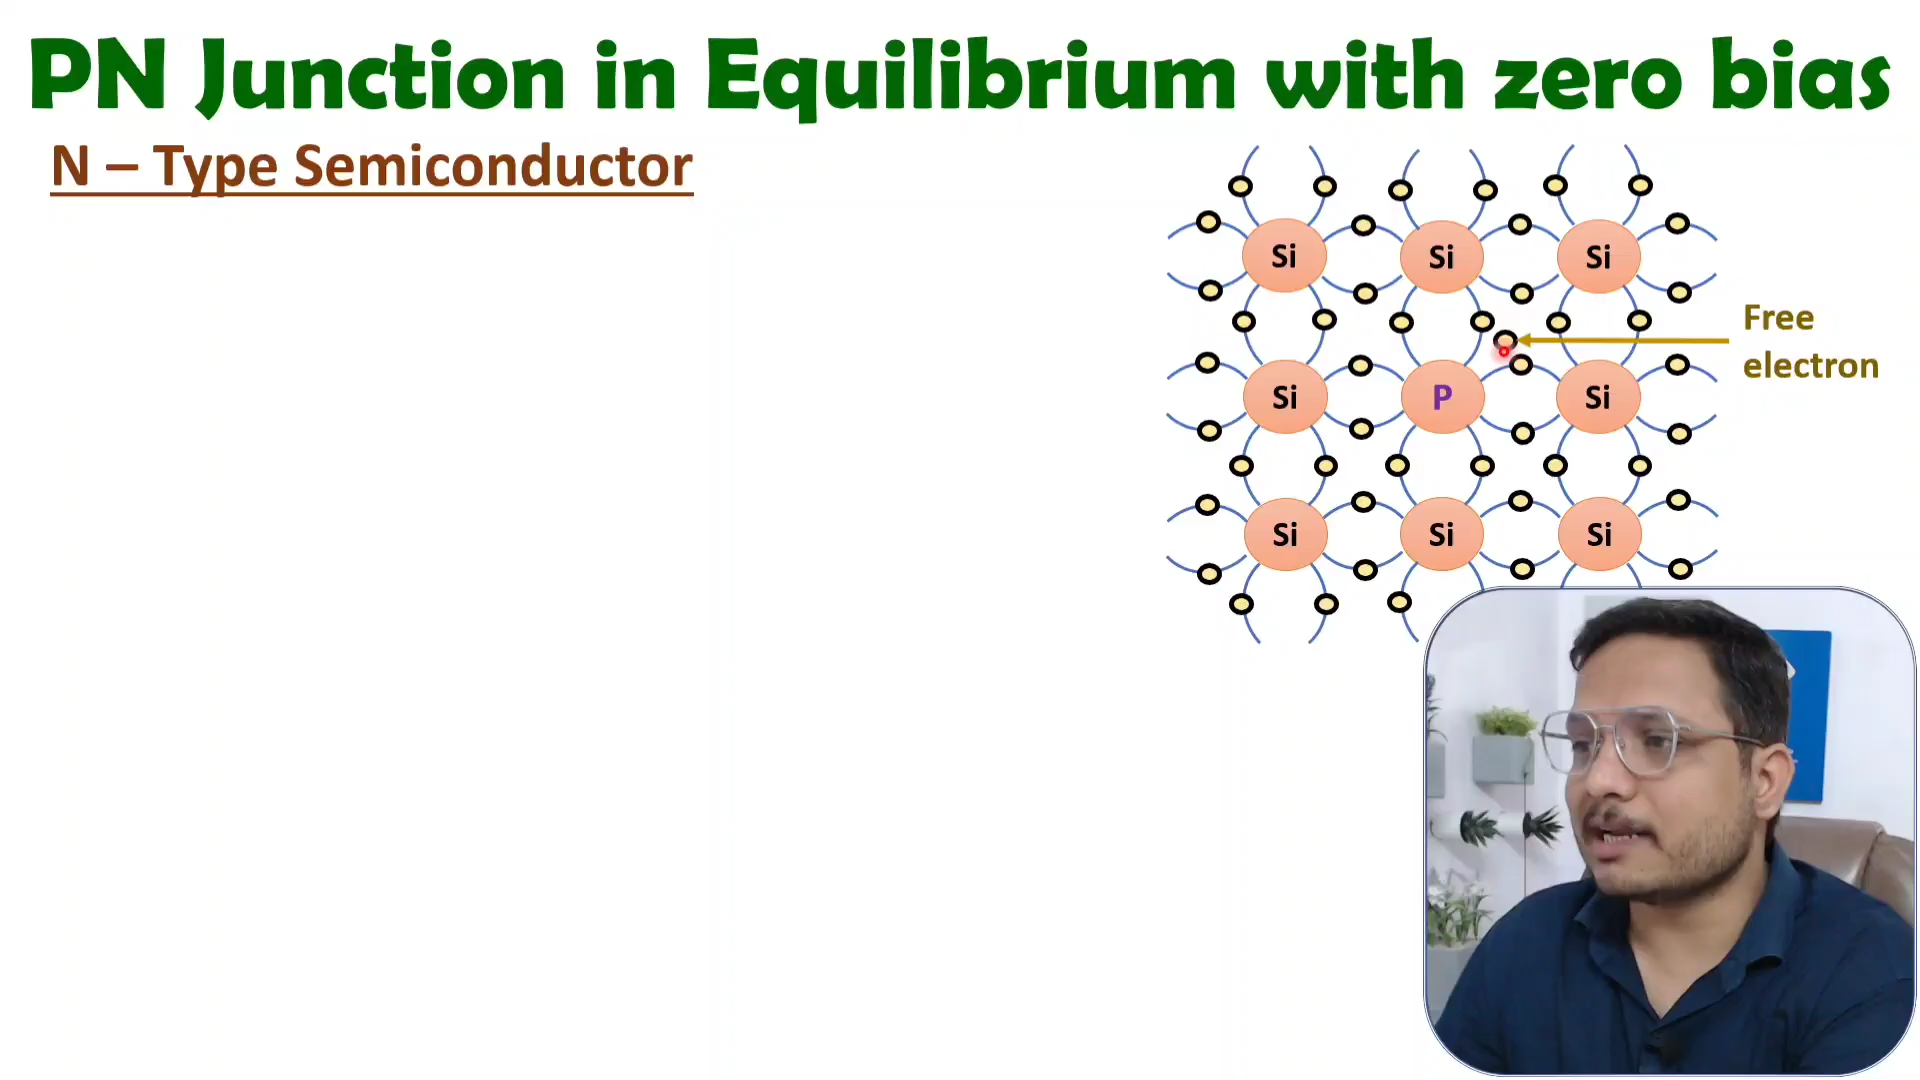 PN Junction in Equilibrium with zero bias
N – Type Semiconductor
Si Si Si
Free
electron
Si P Si
Si Si Si